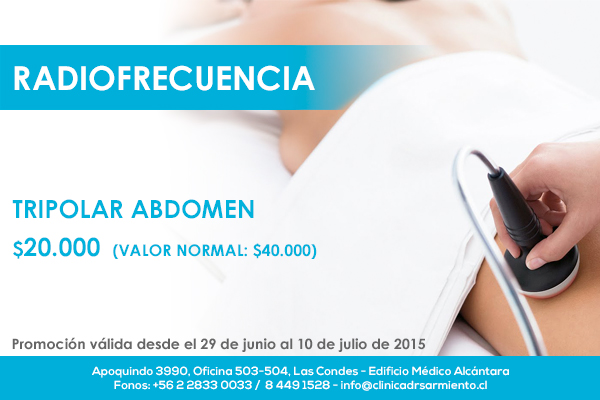 RADIOFRECUENCIA
TRIPOLAR ABDOMEN
$20.000 (VALOR NORMAL: $40.000)
Promoción válida desde el 29 de junio al 10 de julio de 2015
Apoquindo 3990, Oficina 503-504, Las Condes - Edificio Médico Alcántara
Fonos: +56 2 2833 0033 / 8 449 1528 - info@clinicadrsarmiento.cl